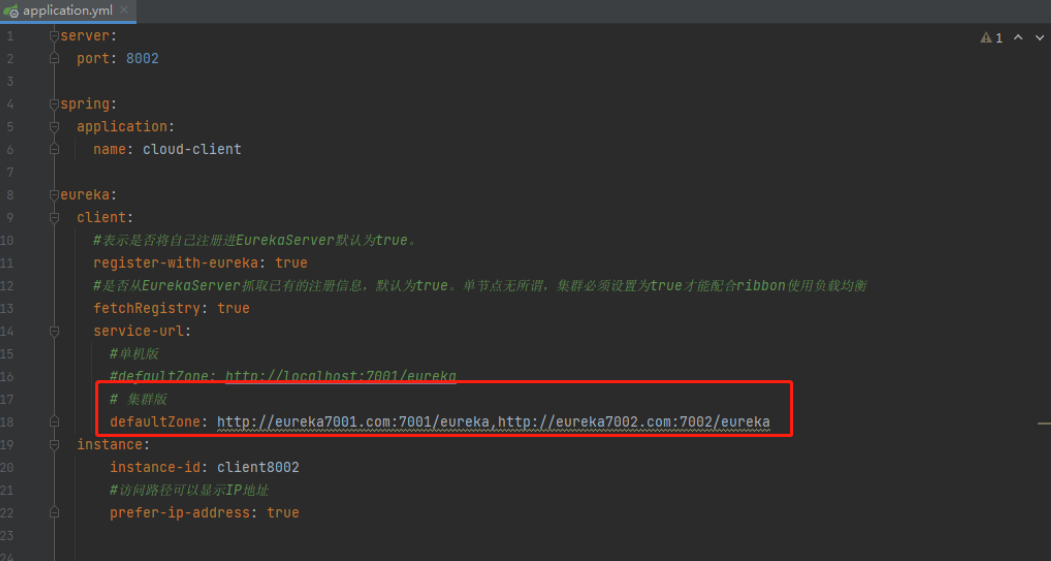 application.yml ×
1
1 server:
2 port: 8002
3
4 spring:
5 application:
6 name: cloud-client
7
8 eureka:
9 client:
10 #表示是否将自己注册进EurekaServer默认为true。
11 register-with-eureka: true
12 #是否从EurekaServer抓取已有的注册信息，默认为true。单节点无所谓，集群必须设置为true才能配合ribbon使用负载均衡
13 fetchRegistry: true
14 service-url:
15 #单机版
16 #defaultZone: http://localhost:7001/eureka
17 # 集群版
18 defaultZone: http://eureka7001.com:7001/eureka,http://eureka7002.com:7002/eureka
19 instance:
20 instance-id: client8002
21 #访问路径可以显示IP地址
22 prefer-ip-address: true
23
24